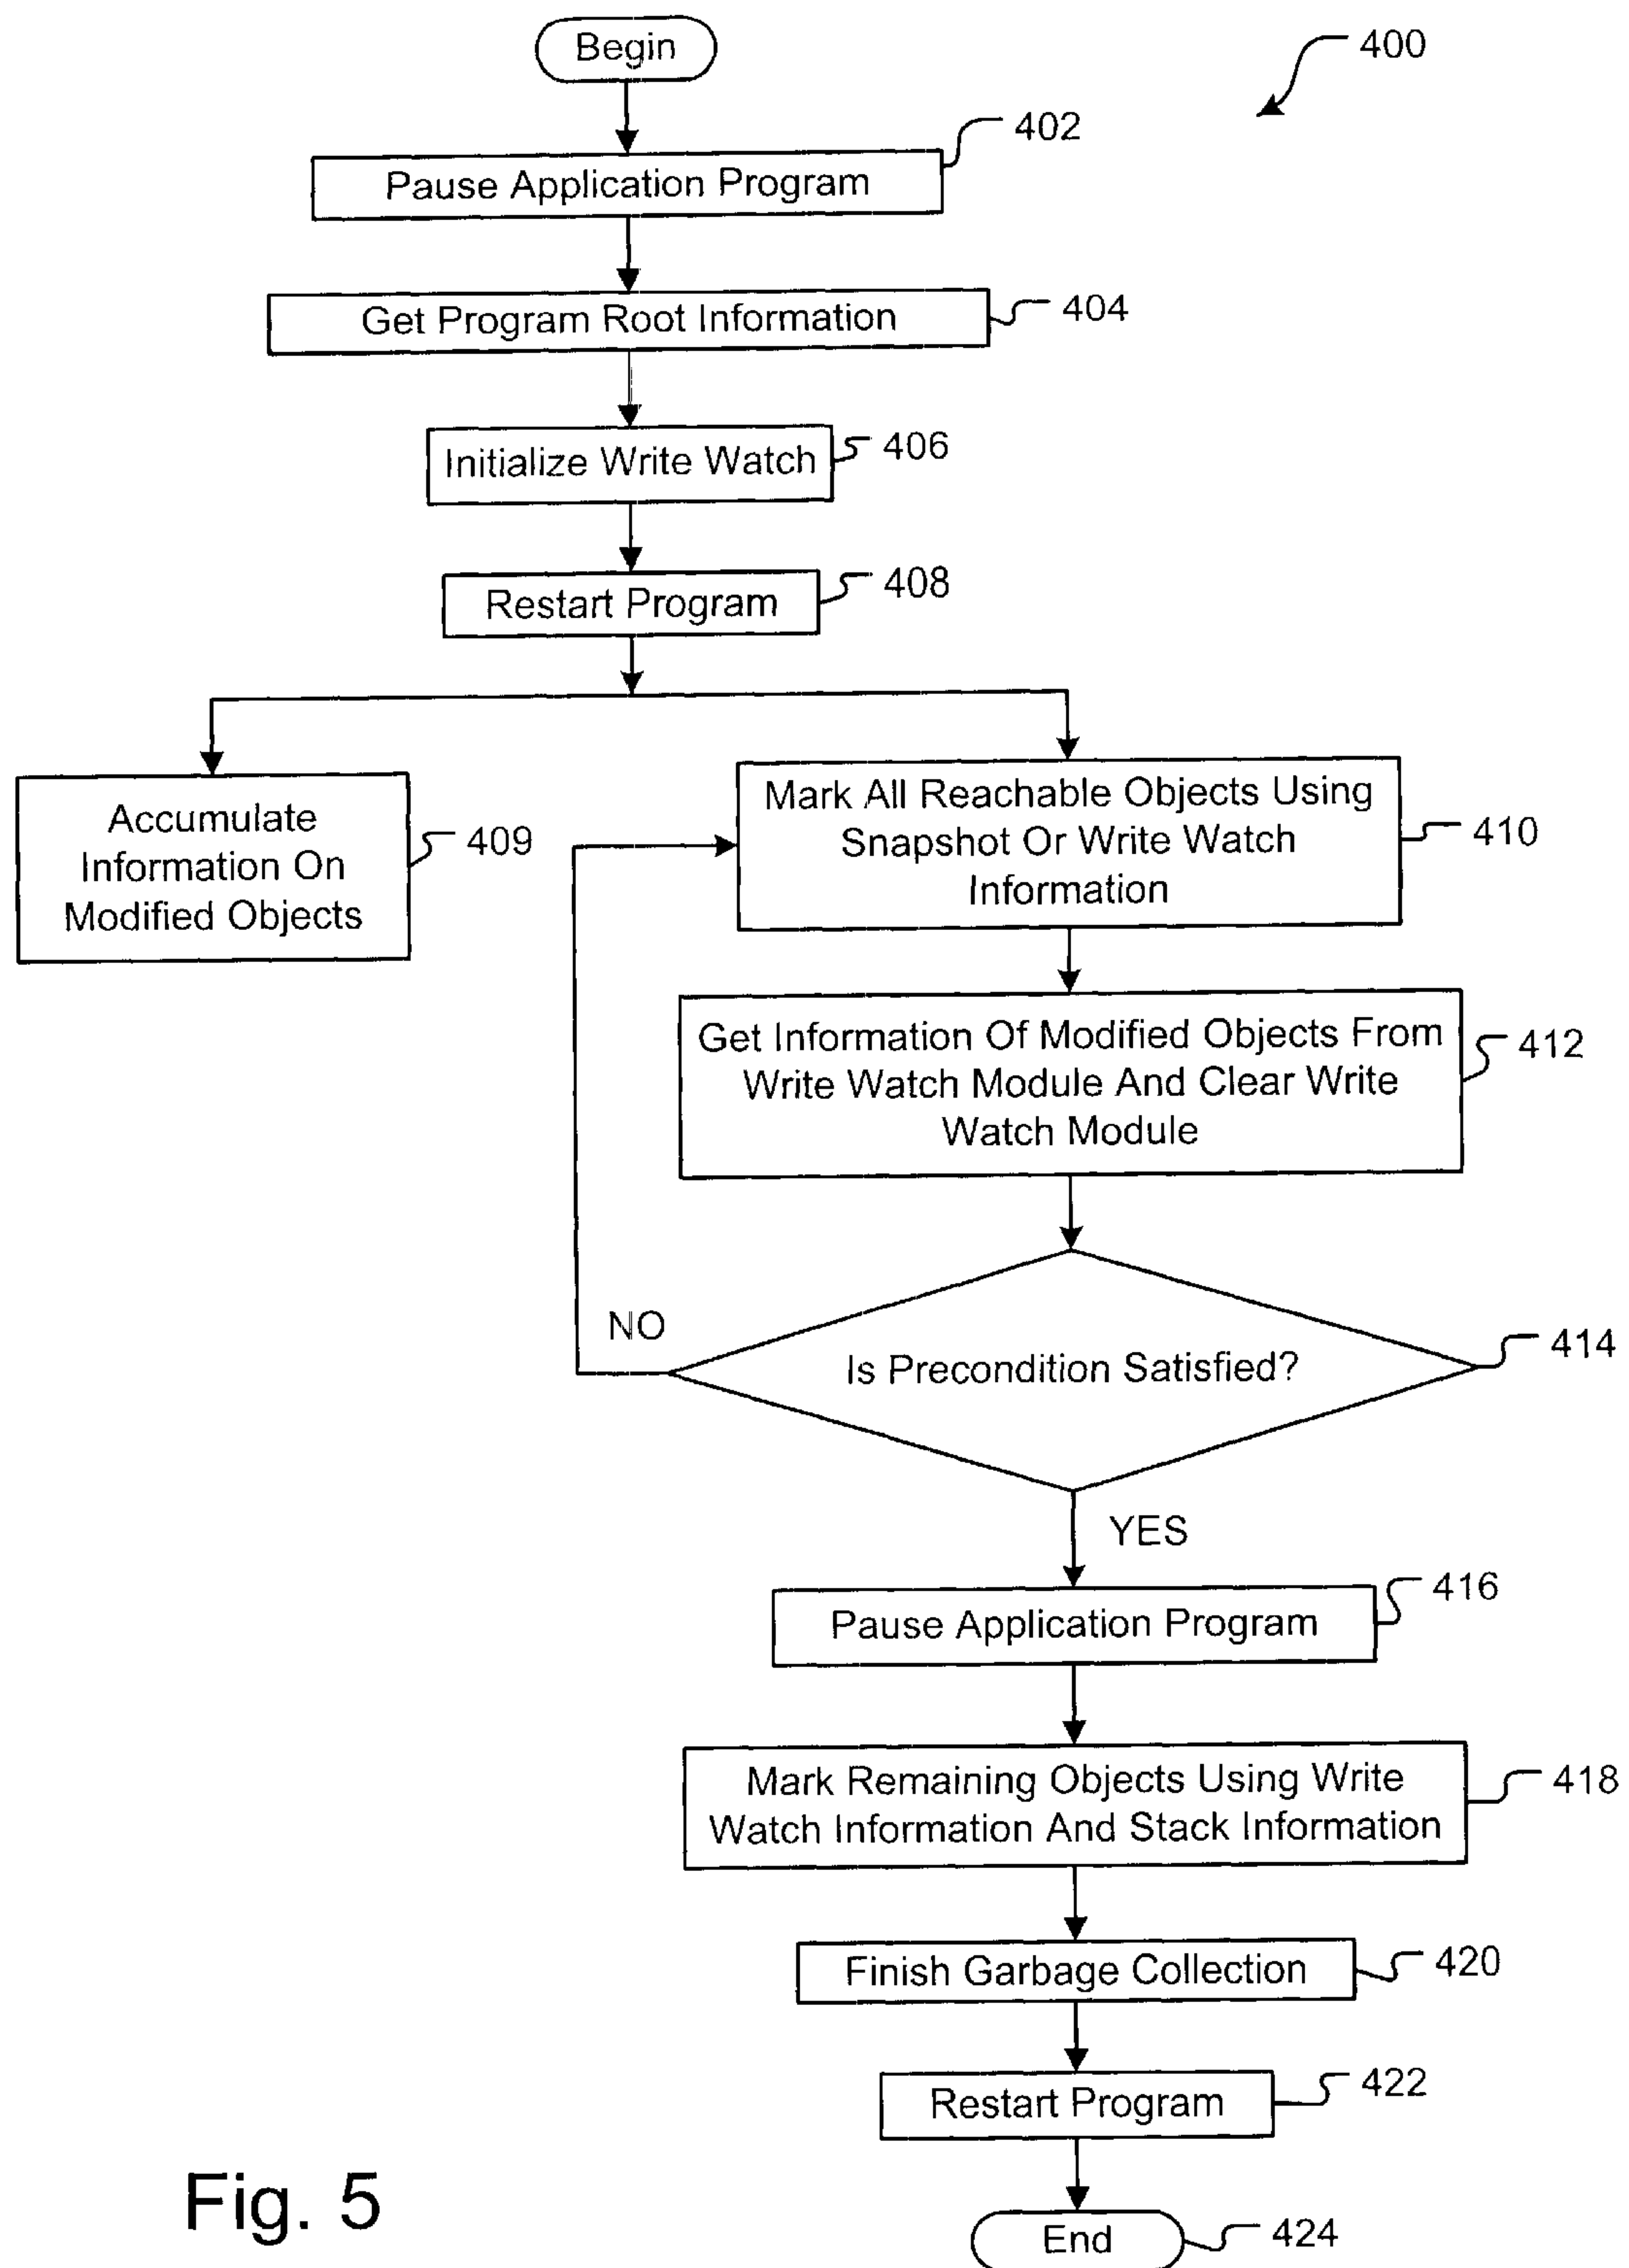 Begin
400
402
Pause Application Program
Get Program Root Information
404
Initialize Write Watch
406
Restart Program
408
Accumulate
Information On
Modified Objects
409
Mark All Reachable Objects Using
Snapshot Or Write Watch
Information
410
Get Information Of Modified Objects From
Write Watch Module And Clear Write
Watch Module
412
NO
Is Precondition Satisfied?
414
YES
416
Pause Application Program
Mark Remaining Objects Using Write
Watch Information And Stack Information
418
Finish Garbage Collection
420
Restart Program
422
Fig. 5
End
424